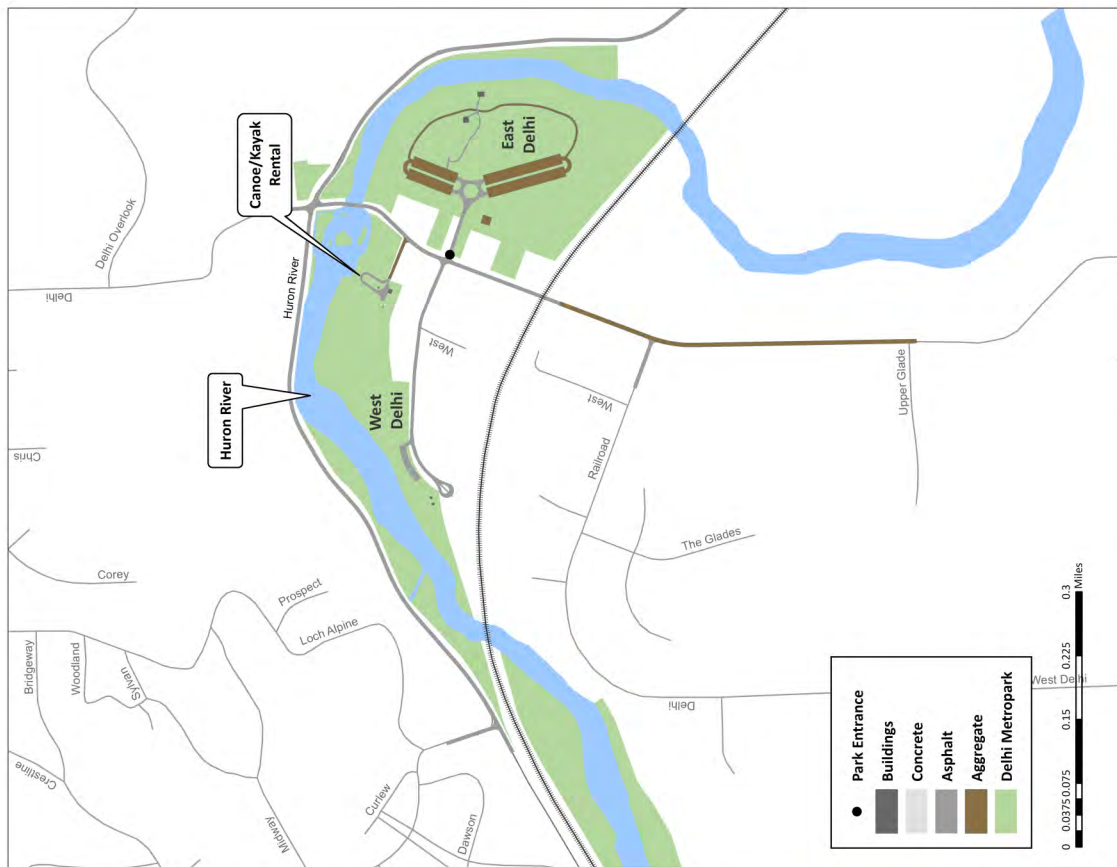 Crestline
Bridgeway
Chris
Delhi
Woodland
Delhi Overlook
Corey
Sylvan
Huron River
Canoe/Kayak
Rental
Midway
Prospect
Huron River
Loch Alpine
Curlew
West
Delhi
West
Dawson
East
Delhi
Railroad
West
Delhi
The Glades
Upper Glade
Park Entrance
Buildings
Concrete
Asphalt
Aggregate
Delhi Metropark
West Delhi
0 0.0375 0.075 0.15 0.225 0.3
Miles